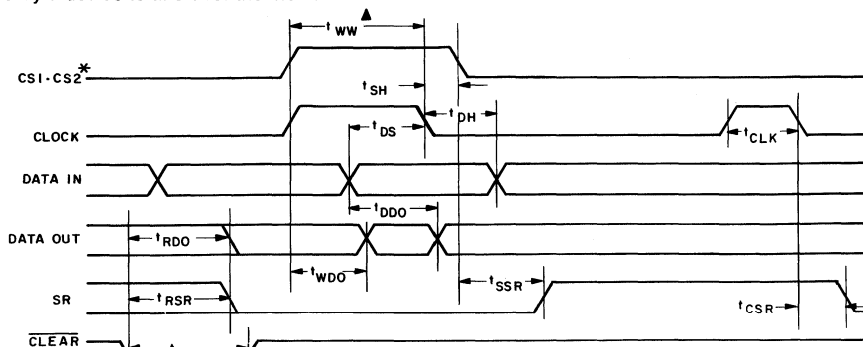 ▲
t WW
CS1-CS2*
t SH
t DH
CLOCK
t DS
t CLK
DATA IN
t DDO
DATA OUT
t RDO
t WDO
t SSR
SR
t RSR
t CSR
CLEAR